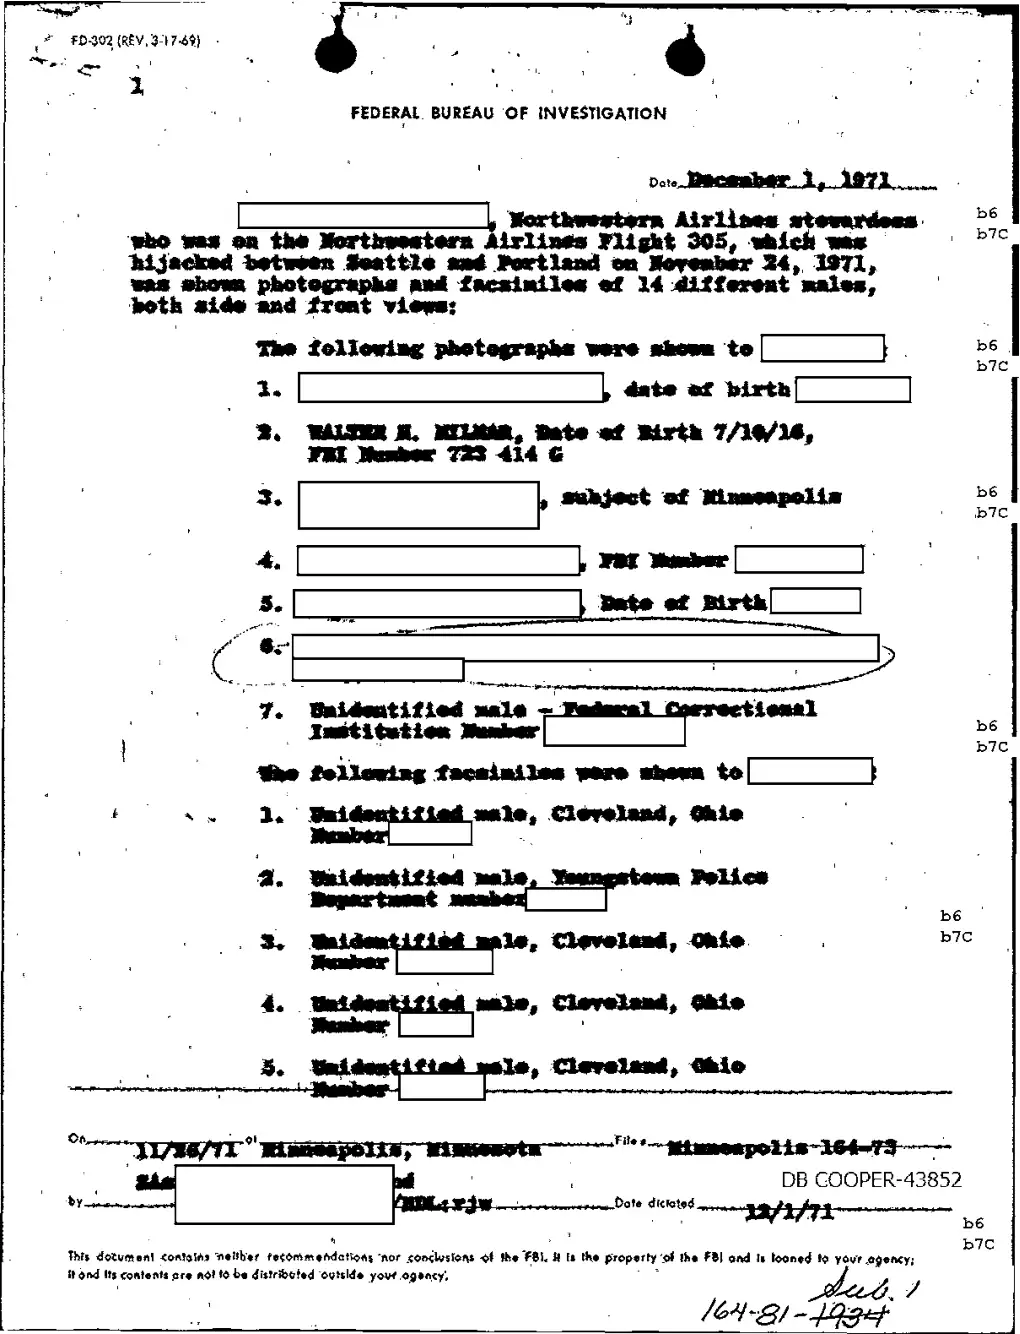 FD-302 (REV. 3-17-69)
1
FEDERAL BUREAU OF INVESTIGATION
Date December 1, 1971
, Northwestern Airlines stewardess
b6
b7C
who was on the Northwestern Airlines Flight 305, which was
hijacked between Seattle and Portland on November 24, 1971,
was shown photographs and facsimiles of 14 different males,
both side and front views:
The following photographs were shown to :
b6
b7C
1. , date of birth
2. WALTER H. , Date of Birth 7/10/16,
FBI Number 723 414 G
3. , subject of Minneapolis
b6
b7C
4. , FBI Number
5. , Date of Birth
6.
7. Unidentified male - Federal Correctional
Institution Number
b6
b7C
The following facsimiles were shown to :
1. Unidentified male, Cleveland, Ohio
Number
2. Unidentified male, Youngstown Police
Department number
b6
b7C
3. Unidentified male, Cleveland, Ohio
Number
4. Unidentified male, Cleveland, Ohio
Number
5. Unidentified male, Cleveland, Ohio
Number
On 11/26/71 at Minneapolis, Minnesota File # Minneapolis 164-73
DB COOPER-43852
SAs
by /MDL:rjw Date dictated 12/1/71
b6
b7C
This document contains neither recommendations nor conclusions of the FBI. It is the property of the FBI and is loaned to your agency;
it and its contents are not to be distributed outside your agency.
Sub. 1
164-81-1934